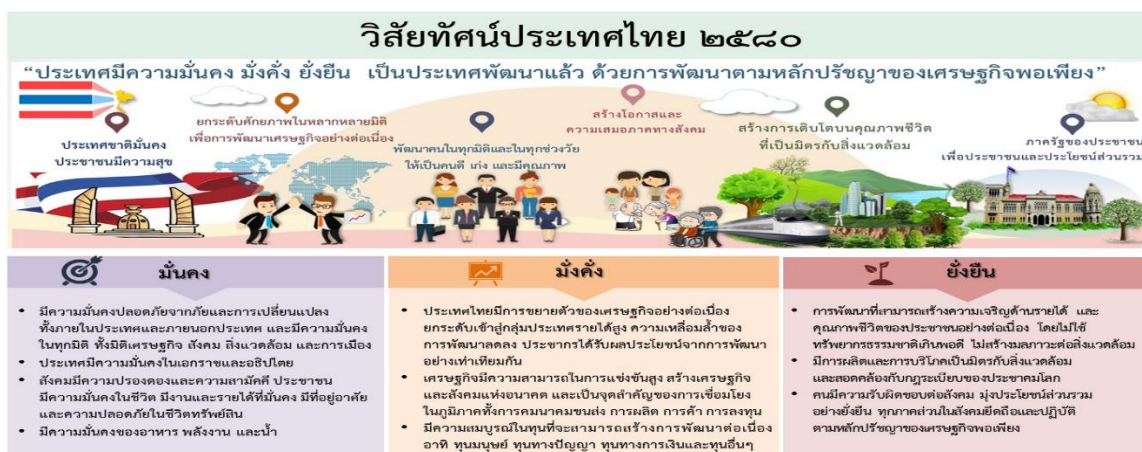 วิสัยทัศน์ประเทศไทย ๒๕๘๐
“ประเทศมีความมั่นคง มั่งคั่ง ยั่งยืน เป็นประเทศพัฒนาแล้ว ด้วยการพัฒนาตามหลักปรัชญาของเศรษฐกิจพอเพียง”
ประเทศชาติมั่นคง
ประชาชนมีความสุข
ยกระดับศักยภาพในหลากหลายมิติ
เพื่อการพัฒนาเศรษฐกิจอย่างต่อเนื่อง
พัฒนาคนในทุกมิติและในทุกช่วงวัย
ให้เป็นคนดี เก่ง และมีคุณภาพ
สร้างโอกาสและ
ความเสมอภาคทางสังคม
สร้างการเติบโตบนคุณภาพชีวิต
ที่เป็นมิตรกับสิ่งแวดล้อม
ภาครัฐของประชาชน
เพื่อประชาชนและประโยชน์ส่วนรวม
มั่นคง
• มีความมั่นคงปลอดภัยจากภัยและการเปลี่ยนแปลง
ทั้งภายในประเทศและภายนอกประเทศ และมีความมั่นคง
ในทุกมิติ ทั้งมิติเศรษฐกิจ สังคม สิ่งแวดล้อม และการเมือง
• ประเทศมีความมั่นคงในเอกราชและอธิปไตย
• สังคมมีความปรองดองและความสามัคคี ประชาชน
มีความมั่นคงในชีวิต มีงานและรายได้ที่มั่นคง มีที่อยู่อาศัย
และความปลอดภัยในชีวิตทรัพย์สิน
• มีความมั่นคงของอาหาร พลังงาน และน้ำ
มั่งคั่ง
• ประเทศไทยมีการขยายตัวของเศรษฐกิจอย่างต่อเนื่อง
ยกระดับเข้าสู่กลุ่มประเทศรายได้สูง ความเหลื่อมล้ำของ
การพัฒนาลดลง ประชากรได้รับผลประโยชน์จากการพัฒนา
อย่างเท่าเทียมกัน
• เศรษฐกิจมีความสามารถในการแข่งขันสูง สร้างเศรษฐกิจ
และสังคมแห่งอนาคต และเป็นจุดสำคัญของการเชื่อมโยง
ในภูมิภาคทั้งการคมนาคมขนส่ง การผลิต การค้า การลงทุน
• มีความสมบูรณ์ในทุนที่จะสามารถสร้างการพัฒนาต่อเนื่อง
อาทิ ทุนมนุษย์ ทุนทางปัญญา ทุนทางการเงินและทุนอื่นๆ
ยั่งยืน
• การพัฒนาที่สามารถสร้างความเจริญด้านรายได้ และ
คุณภาพชีวิตของประชาชนอย่างต่อเนื่อง โดยไม่ใช้
ทรัพยากรธรรมชาติเกินพอดี ไม่สร้างมลภาวะต่อสิ่งแวดล้อม
• มีการผลิตและการบริโภคเป็นมิตรกับสิ่งแวดล้อม
และสอดคล้องกับกฎระเบียบของประชาคมโลก
• คนมีความรับผิดชอบต่อสังคม มุ่งประโยชน์ส่วนรวม
อย่างยั่งยืน ทุกภาคส่วนในสังคมยึดถือและปฏิบัติ
ตามหลักปรัชญาของเศรษฐกิจพอเพียง